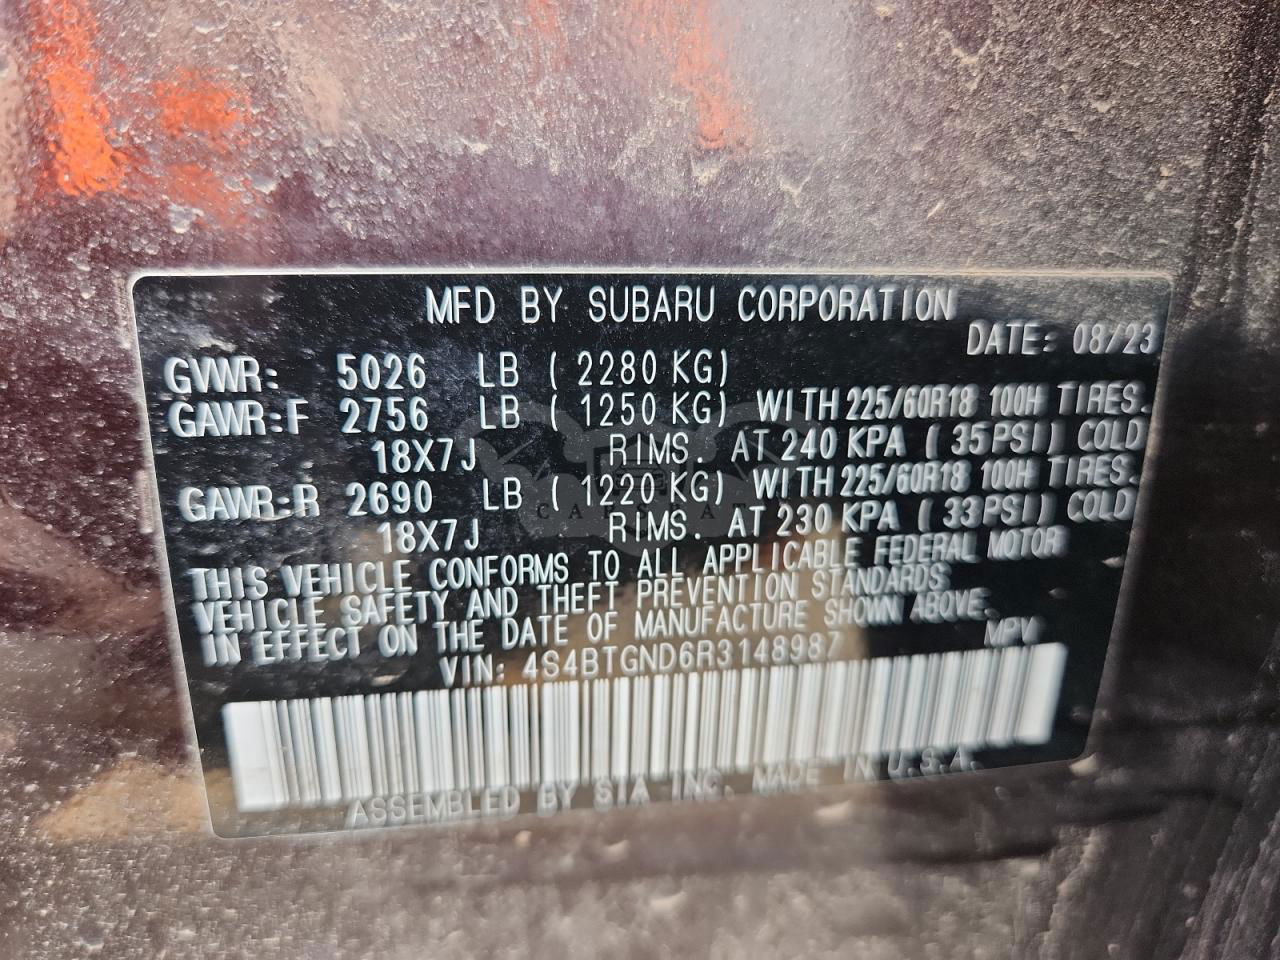 MFD BY SUBARU CORPORATION
DATE: 08/23
GVWR: 5026 LB ( 2280 KG)
GAWR:F 2756 LB ( 1250 KG) WITH 225/60R18 100H TIRES.
18X7J RIMS. AT 240 KPA ( 35PSI) COLD
GAWR:R 2690 LB ( 1220 KG) WITH 225/60R18 100H TIRES.
18X7J RIMS. AT 230 KPA ( 33PSI) COLD
THIS VEHICLE CONFORMS TO ALL APPLICABLE FEDERAL MOTOR
VEHICLE SAFETY AND THEFT PREVENTION STANDARDS
IN EFFECT ON THE DATE OF MANUFACTURE SHOWN ABOVE.
VIN: 4S4BTGND6R3148987 MPV
ASSEMBLED BY SIA INC. MADE IN U.S.A.